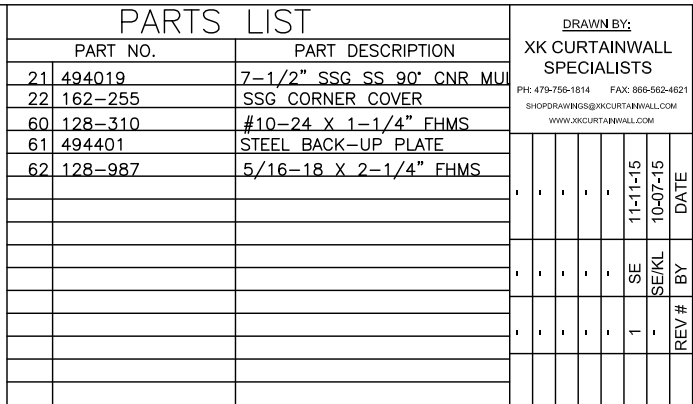 PARTS LIST
PART NO. PART DESCRIPTION
21 494019 7-1/2" SSG SS 90° CNR MUL
22 162-255 SSG CORNER COVER
60 128-310 #10-24 X 1-1/4" FHMS
61 494401 STEEL BACK-UP PLATE
62 128-987 5/16-18 X 2-1/4" FHMS
DRAWN BY:
XK CURTAINWALL
SPECIALISTS
PH: 479-756-1814 FAX: 866-562-4621
SHOPDRAWINGS@XKCURTAINWALL.COM
WWW.XKCURTAINWALL.COM
- - - - - 1 SE 11-11-15
- SE/KL 10-07-15
REV # BY DATE